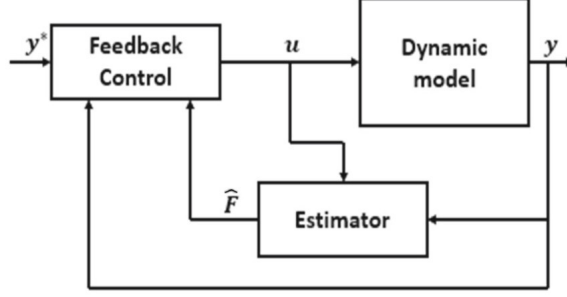 y*
Feedback
Control
u
Dynamic
model
y
F̂
Estimator